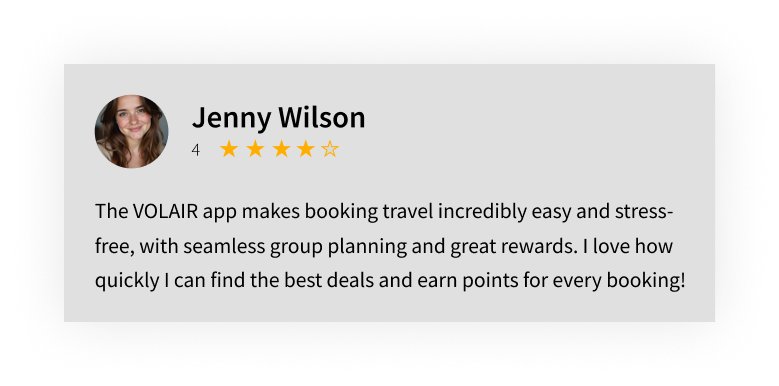 Jenny Wilson
4 ★★★★☆
The VOLAIR app makes booking travel incredibly easy and stress-
free, with seamless group planning and great rewards. I love how
quickly I can find the best deals and earn points for every booking!